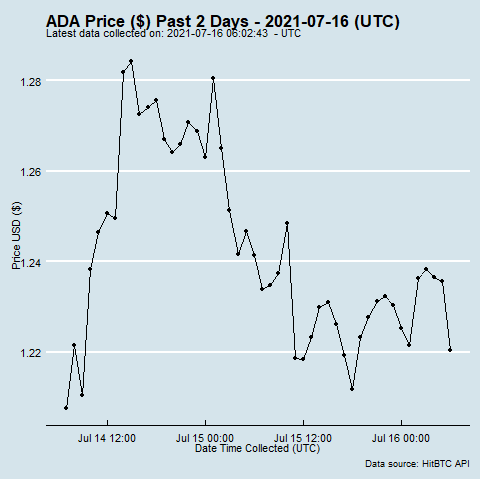 ADA Price ($) Past 2 Days - 2021-07-16 (UTC)
Latest data collected on: 2021-07-16 06:02:43 - UTC
1.28
1.26
1.24
1.22
Price USD ($)
Jul 14 12:00 Jul 15 00:00 Jul 15 12:00 Jul 16 00:00
Date Time Collected (UTC)
Data source: HitBTC API